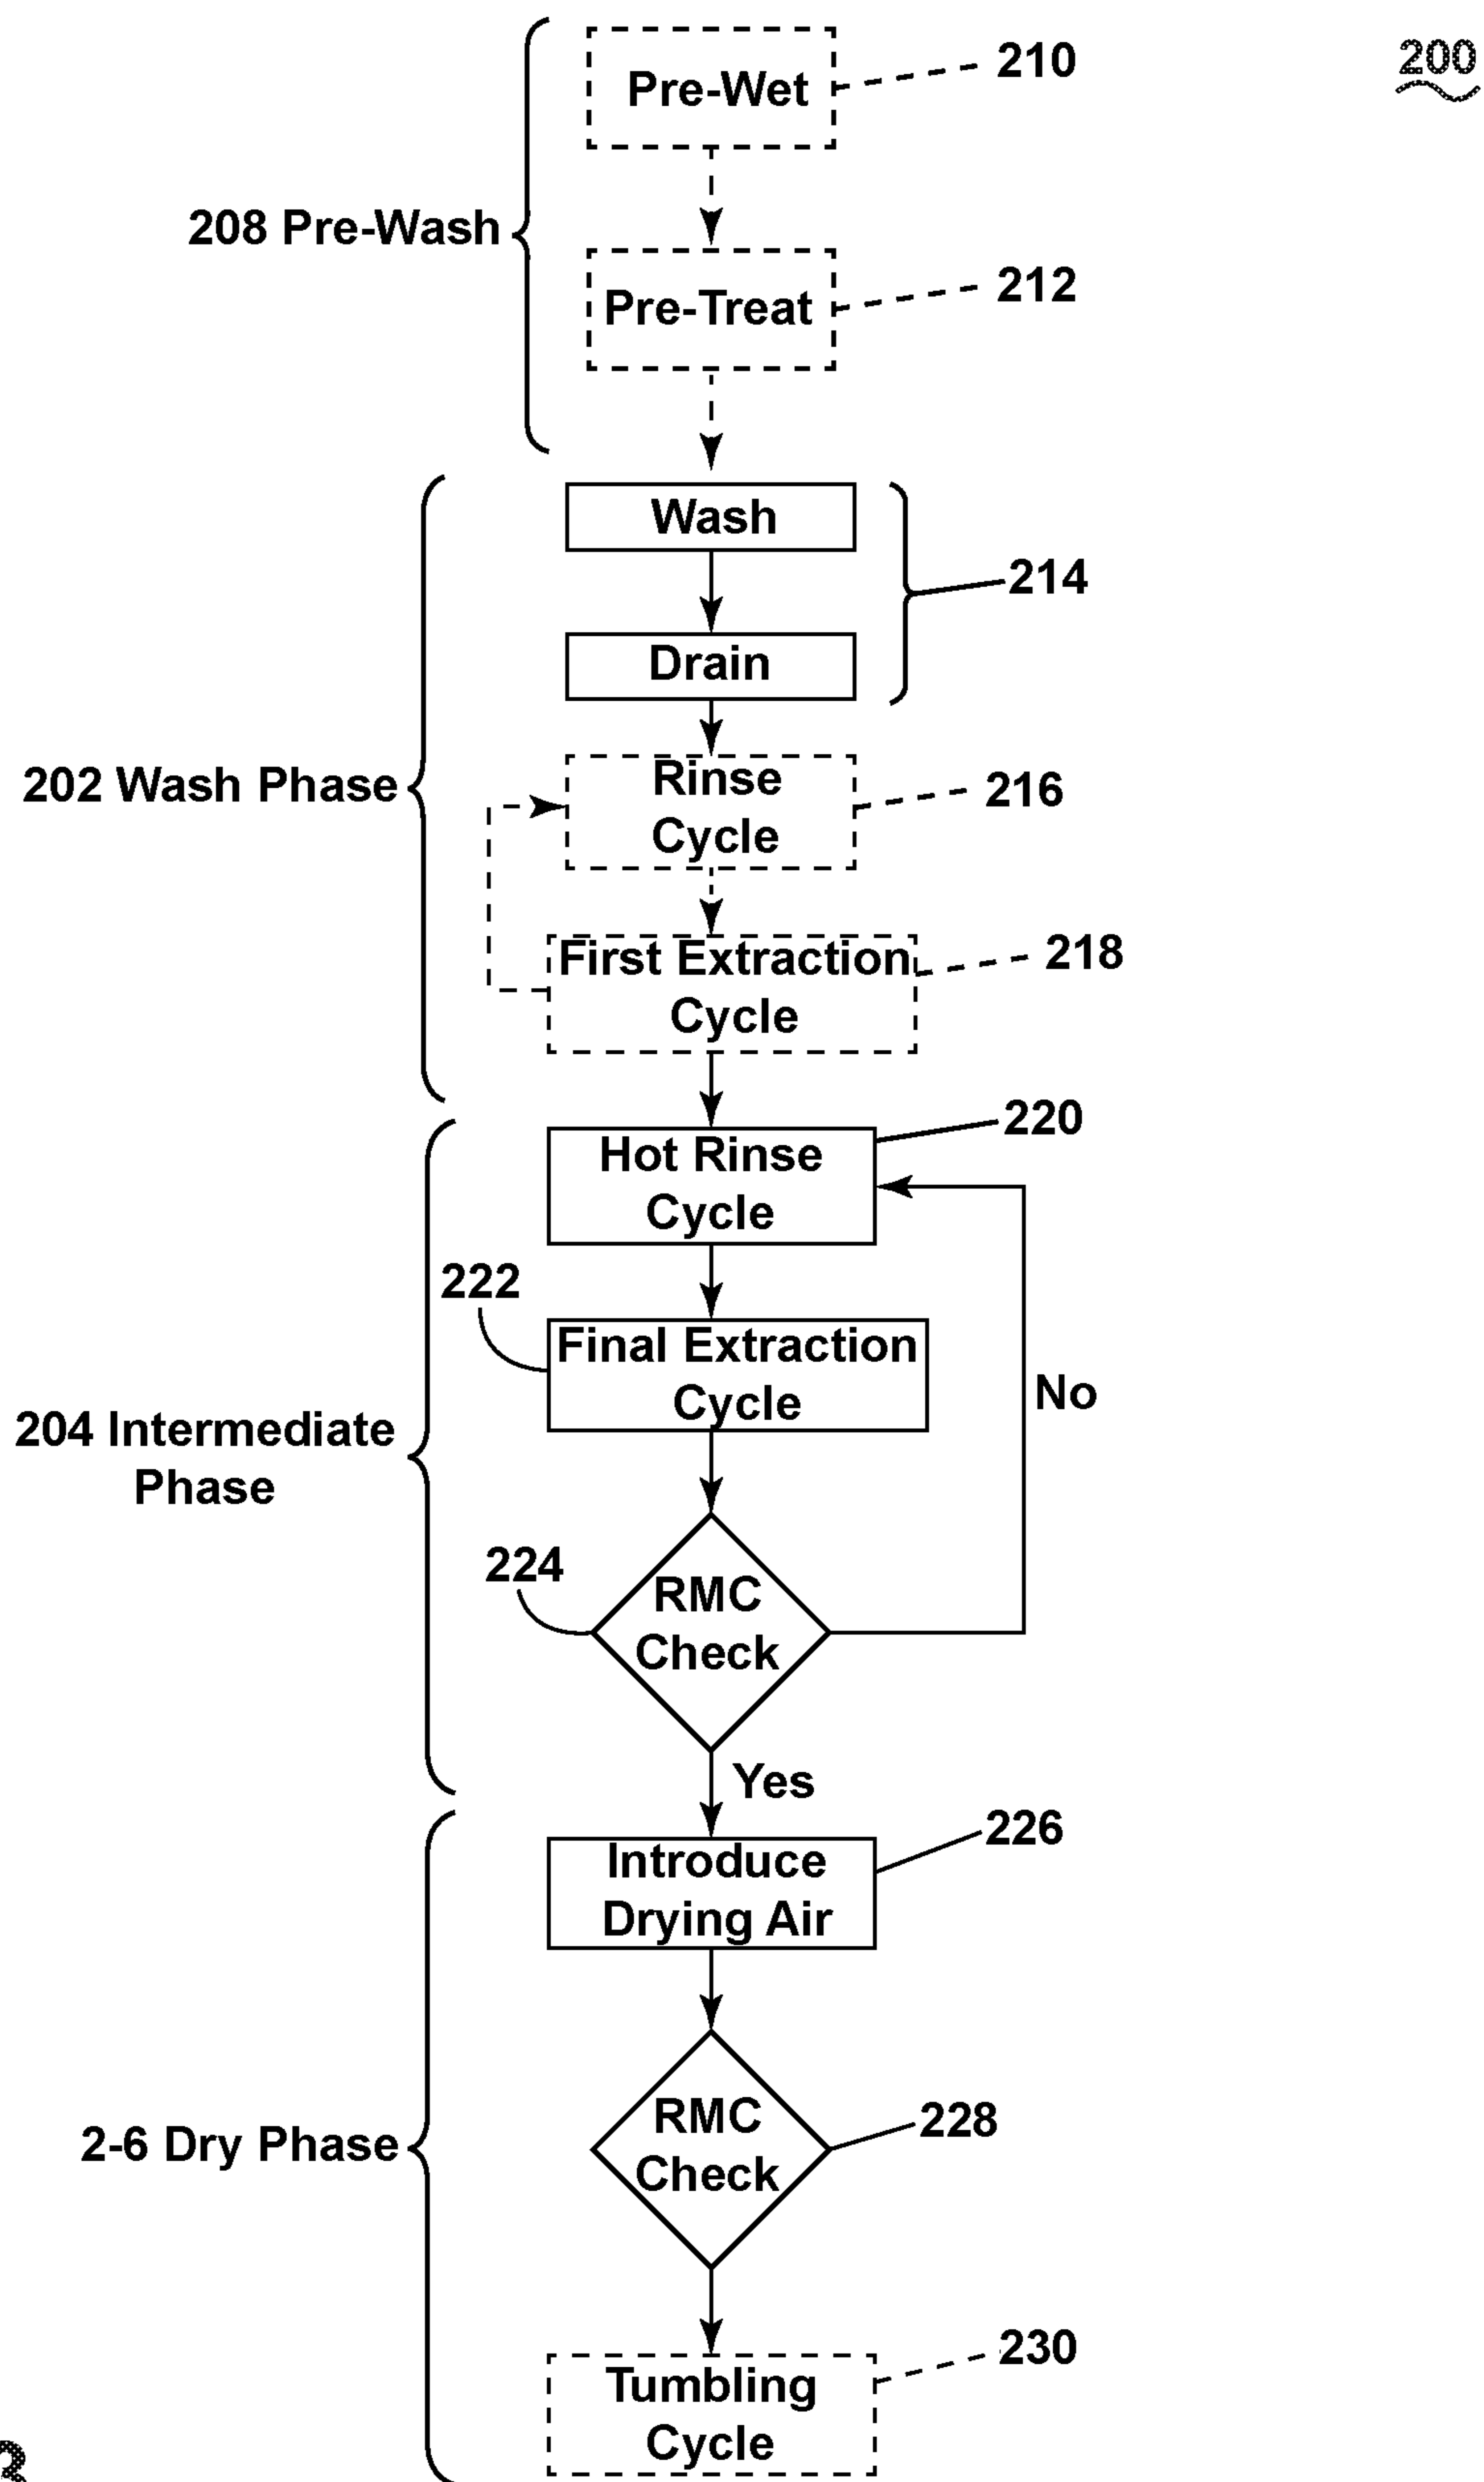 200
Pre-Wet
210
208 Pre-Wash
Pre-Treat
212
Wash
214
Drain
202 Wash Phase
Rinse
Cycle
216
First Extraction
Cycle
218
220
Hot Rinse
Cycle
222
Final Extraction
Cycle
No
204 Intermediate
Phase
224
RMC
Check
Yes
226
Introduce
Drying Air
2-6 Dry Phase
RMC
Check
228
230
Tumbling
Cycle